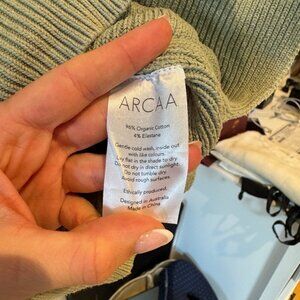 ARCAA
96% Organic Cotton
4% Elastane
Gentle cold wash, inside out
with like colours.
Dry flat in the shade to dry
Do not dry in direct sunlight.
Do not tumble dry.
Avoid rough surfaces.
Ethically produced.
Designed in Australia
Made in China